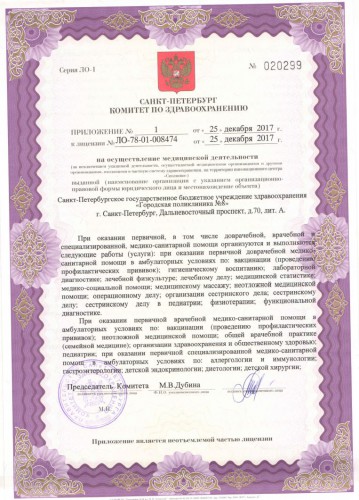 Серия ЛО-1
№ 020299
САНКТ-ПЕТЕРБУРГ
КОМИТЕТ ПО ЗДРАВООХРАНЕНИЮ
ПРИЛОЖЕНИЕ № 1 от « 25 » декабря 2017 г.
к лицензии № ЛО-78-01-008474 от « 25 » декабря 2017 г.
на осуществление медицинской деятельности
(за исключением указанной деятельности, осуществляемой медицинскими организациями и другими
организациями, входящими в частную систему здравоохранения, на территории инновационного центра
«Сколково»)
выданной (наименование организации с указанием организационно-
правовой формы юридического лица и местонахождение объекта)
Санкт-Петербургское государственное бюджетное учреждение здравоохранения
"Городская поликлиника №8"
г. Санкт-Петербург, Дальневосточный проспект, д.70, лит. А.
При оказании первичной, в том числе доврачебной, врачебной и
специализированной, медико-санитарной помощи организуются и выполняются
следующие работы (услуги): при оказании первичной доврачебной медико-
санитарной помощи в амбулаторных условиях по: вакцинации (проведению
профилактических прививок); гигиеническому воспитанию; лабораторной
диагностике; лечебной физкультуре; лечебному делу; медицинской статистике;
медико-социальной помощи; медицинскому массажу; неотложной медицинской
помощи; операционному делу; организации сестринского дела; сестринскому
делу; сестринскому делу в педиатрии; физиотерапии; функциональной
диагностике.
При оказании первичной врачебной медико-санитарной помощи в
амбулаторных условиях по: вакцинации (проведению профилактических
прививок); неотложной медицинской помощи; общей врачебной практике
(семейной медицине); организации здравоохранения и общественному здоровью;
педиатрии; при оказании первичной специализированной медико-санитарной
помощи в амбулаторных условиях по: аллергологии и иммунологии;
гастроэнтерологии; детской эндокринологии; диетологии; детской хирургии;
Председатель Комитета М.В.Дубина
М.П.
Приложение является неотъемлемой частью лицензии